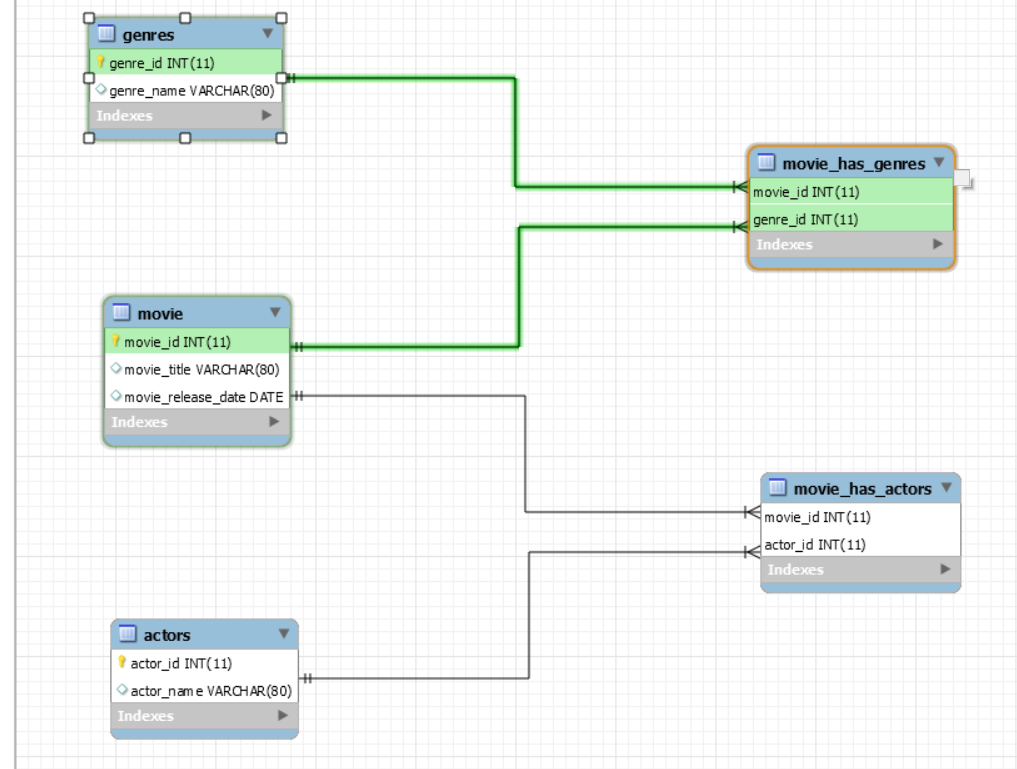 genres
genre_id INT(11)
genre_name VARCHAR(80)
Indexes
movie_has_genres
movie_id INT(11)
genre_id INT(11)
Indexes
movie
movie_id INT(11)
movie_title VARCHAR(80)
movie_release_date DATE
Indexes
movie_has_actors
movie_id INT(11)
actor_id INT(11)
Indexes
actors
actor_id INT(11)
actor_name VARCHAR(80)
Indexes